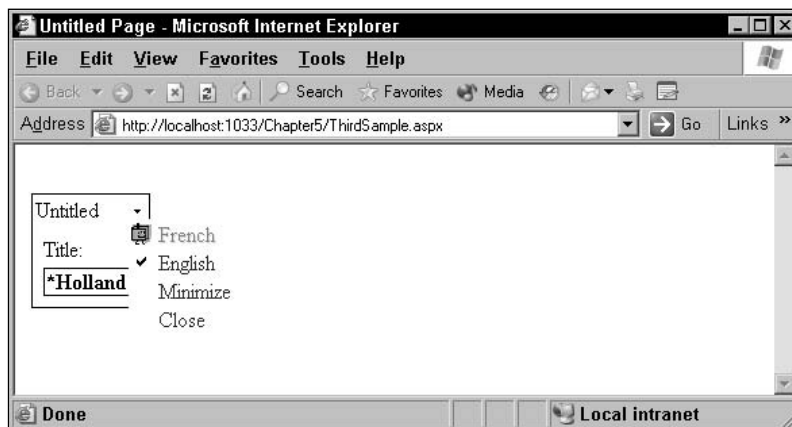 Untitled Page - Microsoft Internet Explorer
File Edit View Favorites Tools Help
Back Search Favorites Media
Address http://localhost:1033/Chapter5/ThirdSample.aspx Go Links »
Untitled
French
Title:
English
*Holland
Minimize
Close
Done Local intranet